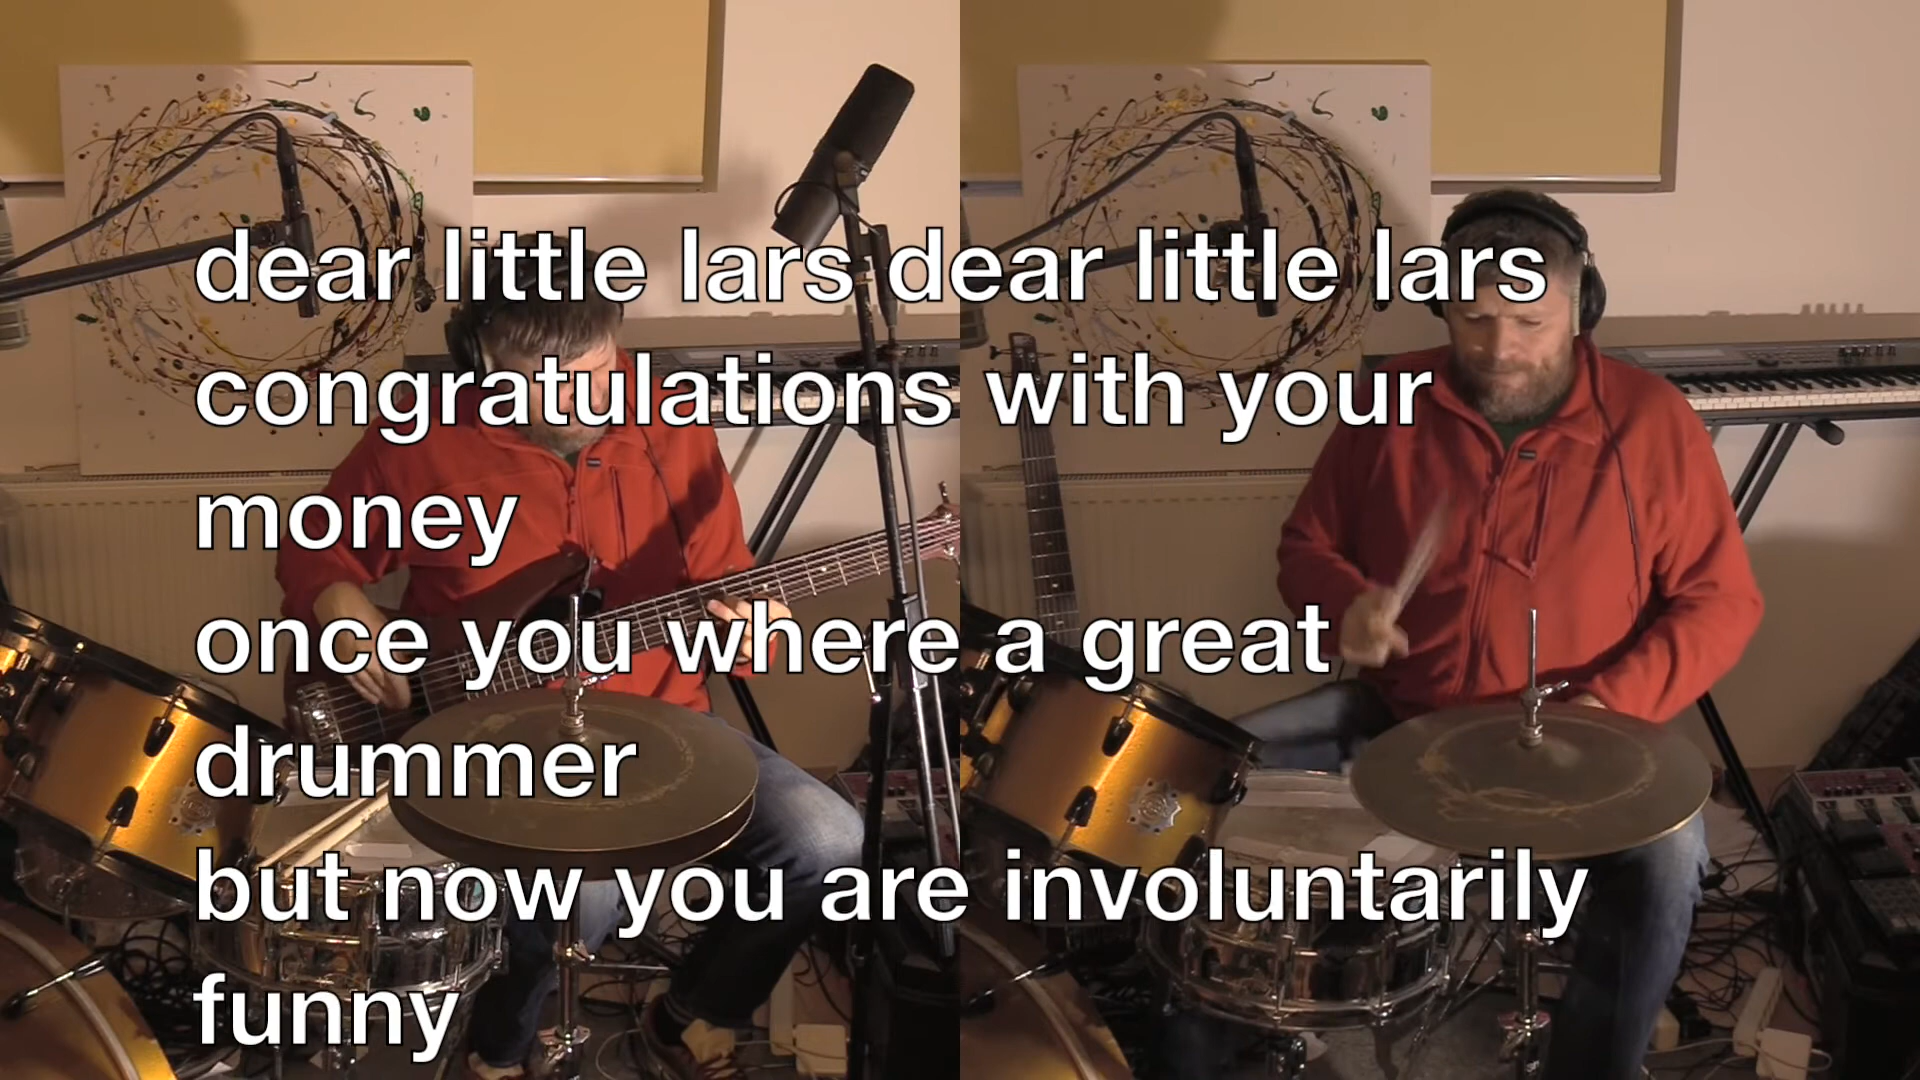 dear little lars dear little lars
congratulations with your
money
once you where a great
drummer
but now you are involuntarily
funny